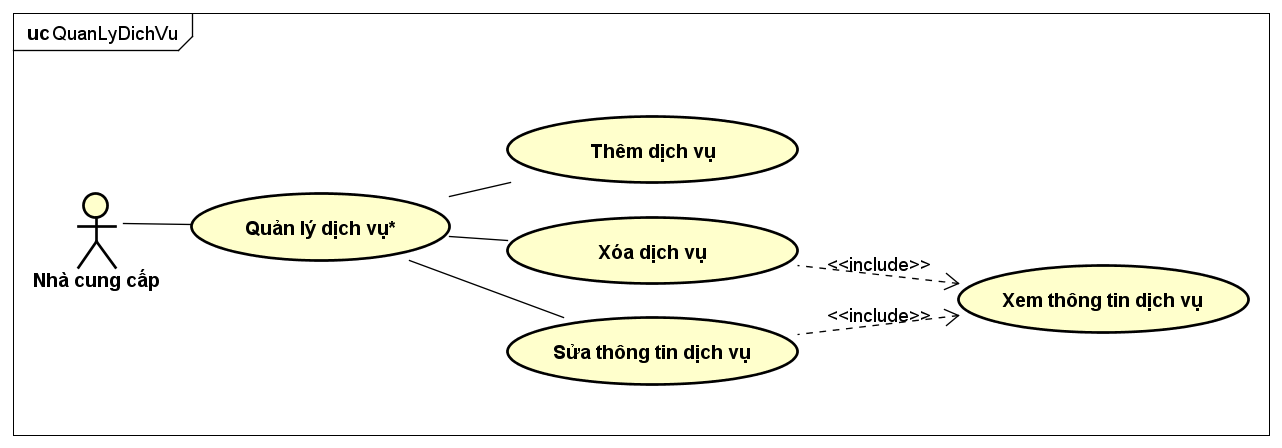 uc QuanLyDichVu
Thêm dịch vụ
Quản lý dịch vụ*
Xóa dịch vụ
<<include>>
Nhà cung cấp
Xem thông tin dịch vụ
<<include>>
Sửa thông tin dịch vụ